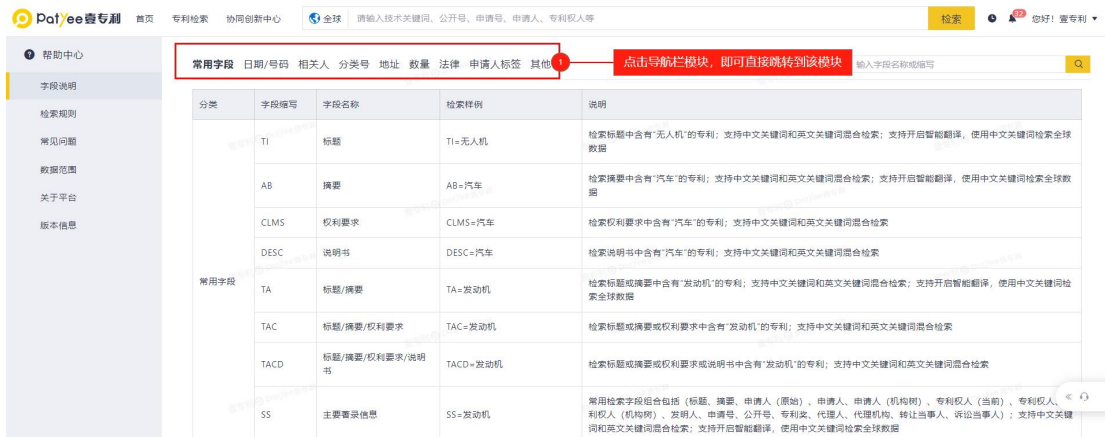 Patyee壹专利 首页 专利检索 协同创新中心 全球 请输入技术关键词、公开号、申请号、申请人、专利权人等 检索 32 您好！壹专利
帮助中心
字段说明
检索规则
常见问题
数据范围
关于平台
版本信息
常用字段 日期/号码 相关人 分类号 地址 数量 法律 申请人标签 其他 1 点击导航栏模块，即可直接跳转到该模块 输入字段名称或缩写
分类 字段缩写 字段名称 检索样例 说明
常用字段
TI 标题 TI=无人机 检索标题中含有"无人机"的专利；支持中文关键词和英文关键词混合检索；支持开启智能翻译，使用中文关键词检索全球
数据
AB 摘要 AB=汽车 检索摘要中含有"汽车"的专利；支持中文关键词和英文关键词混合检索；支持开启智能翻译，使用中文关键词检索全球数
据
CLMS 权利要求 CLMS=汽车 检索权利要求中含有"汽车"的专利；支持中文关键词和英文关键词混合检索
DESC 说明书 DESC=汽车 检索说明书中含有"汽车"的专利；支持中文关键词和英文关键词混合检索
TA 标题/摘要 TA=发动机 检索标题或摘要中含有"发动机"的专利；支持中文关键词和英文关键词混合检索；支持开启智能翻译，使用中文关键词检
索全球数据
TAC 标题/摘要/权利要求 TAC=发动机 检索标题或摘要或权利要求中含有"发动机"的专利；支持中文关键词和英文关键词混合检索
TACD 标题/摘要/权利要求/说明
书 TACD=发动机 检索标题或摘要或权利要求或说明书中含有"发动机"的专利；支持中文关键词和英文关键词混合检索
SS 主要著录信息 SS=发动机 常用检索字段组合包括（标题、摘要、申请人（原始）、申请人、申请人（机构树）、专利权人（当前）、专利权人、
利权人（机构树）、发明人、申请号、公开号、专利奖、代理人、代理机构、转让当事人、诉讼当事人）；支持中文关键
词和英文关键词混合检索；支持开启智能翻译，使用中文关键词检索全球数据